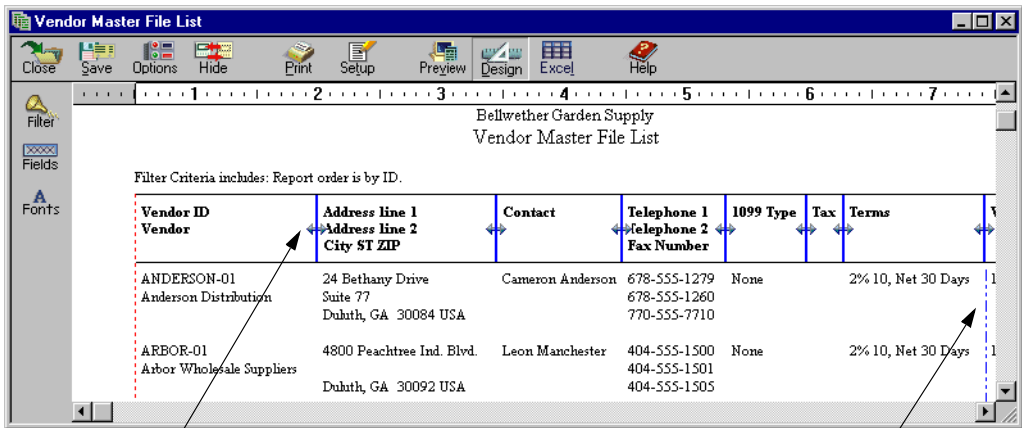 Vendor Master File List
Close Save Options Hide Print Setup Preview Design Excel Help
1 2 3 4 5 6 7
Filter
Fields
Fonts
Bellwether Garden Supply
Vendor Master File List
Filter Criteria includes: Report order is by ID.
Vendor ID Address line 1 Contact Telephone 1 1099 Type Tax Terms
Vendor Address line 2 Telephone 2
City ST ZIP Fax Number
ANDERSON-01 24 Bethany Drive Cameron Anderson 678-555-1279 None 2% 10, Net 30 Days
Anderson Distribution Suite 77 678-555-1260
Duluth, GA 30084 USA 770-555-7710
ARBOR-01 4800 Peachtree Ind. Blvd. Leon Manchester 404-555-1500 None 2% 10, Net 30 Days
Arbor Wholesale Suppliers 404-555-1501
Duluth, GA 30092 USA 404-555-1505